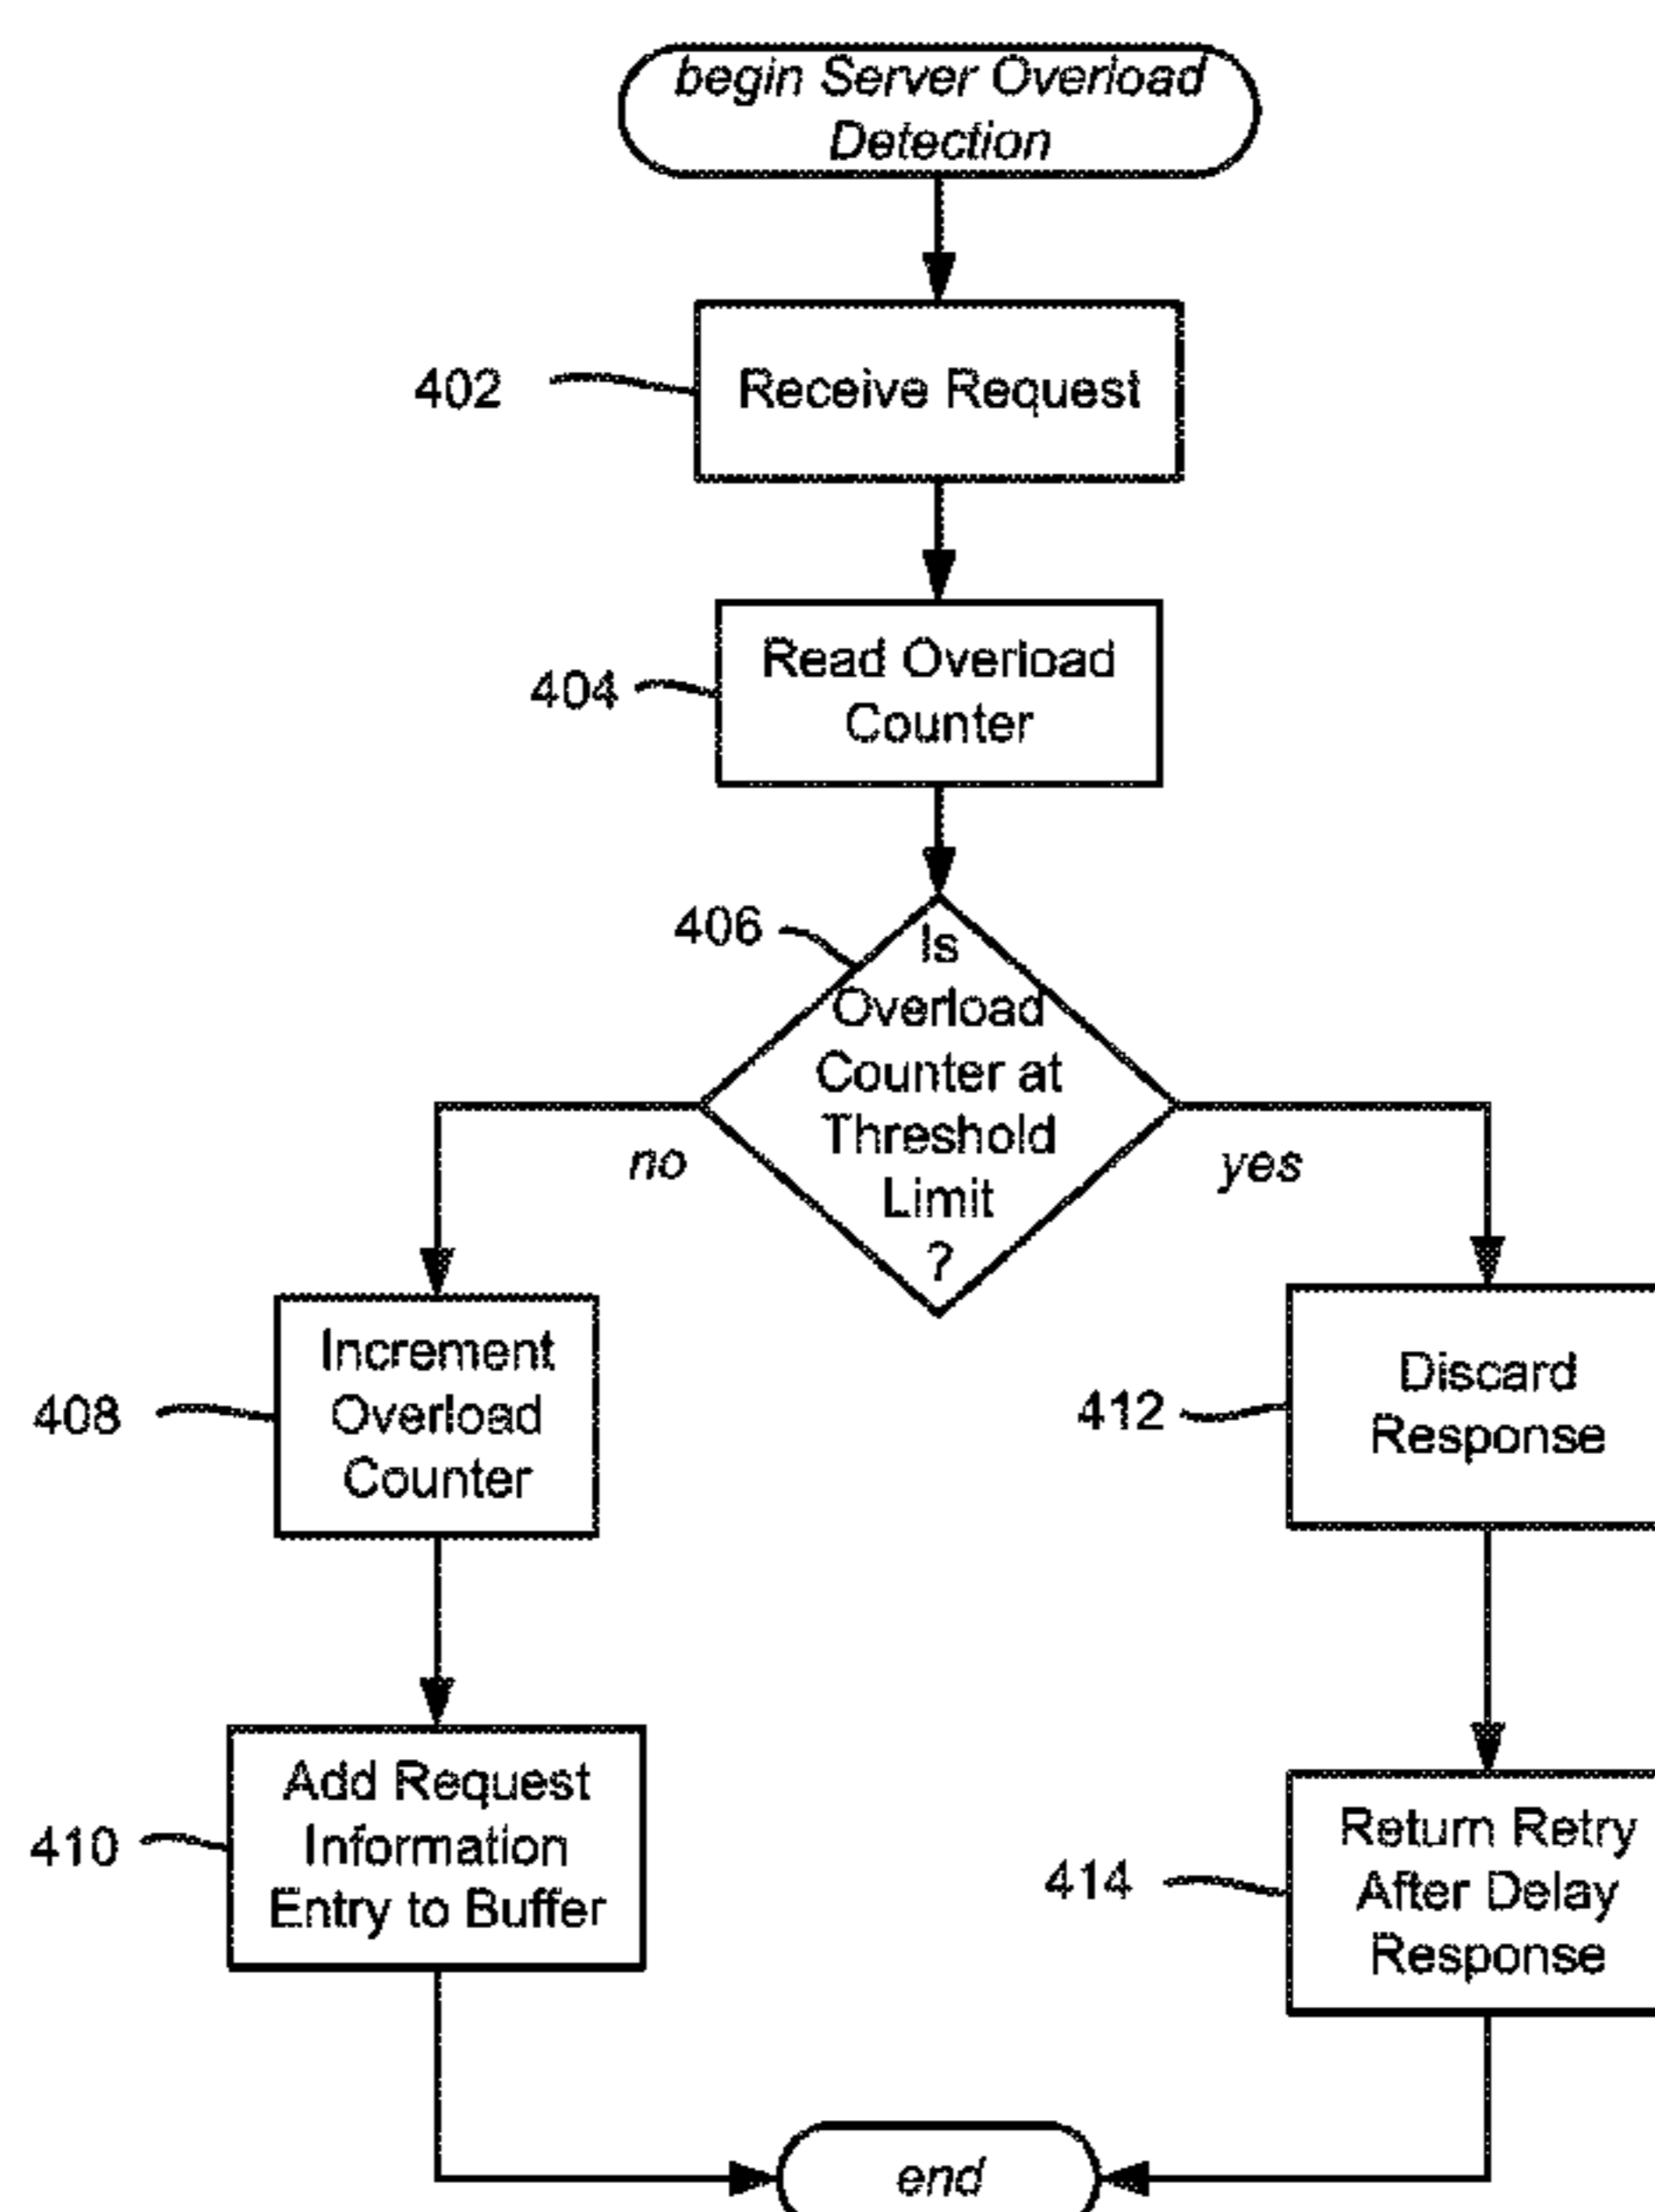 begin Server Overload
Detection
402
Receive Request
404
Read Overload
Counter
406
Is
Overload
Counter at
Threshold
Limit
?
no
yes
408
Increment
Overload
Counter
412
Discard
Response
410
Add Request
Information
Entry to Buffer
414
Return Retry
After Delay
Response
end